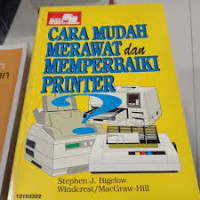 CARA MUDAH
MERAWAT dan
MEMPERBAIKI
PRINTER
Stephen J. Bigelow
Windcrest/MacGraw-Hill